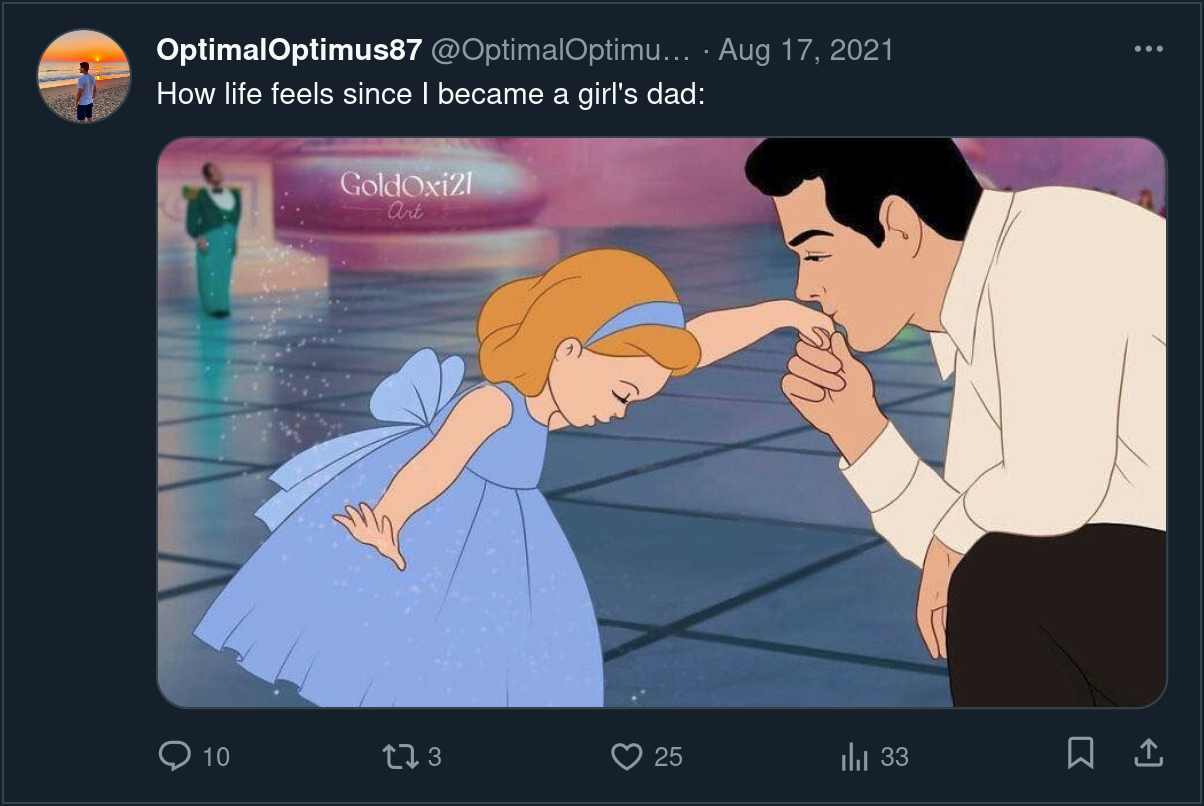 OptimalOptimus87 @OptimalOptimu... · Aug 17, 2021
How life feels since I became a girl's dad:
GoldOxi21
Art
10 3 25 33